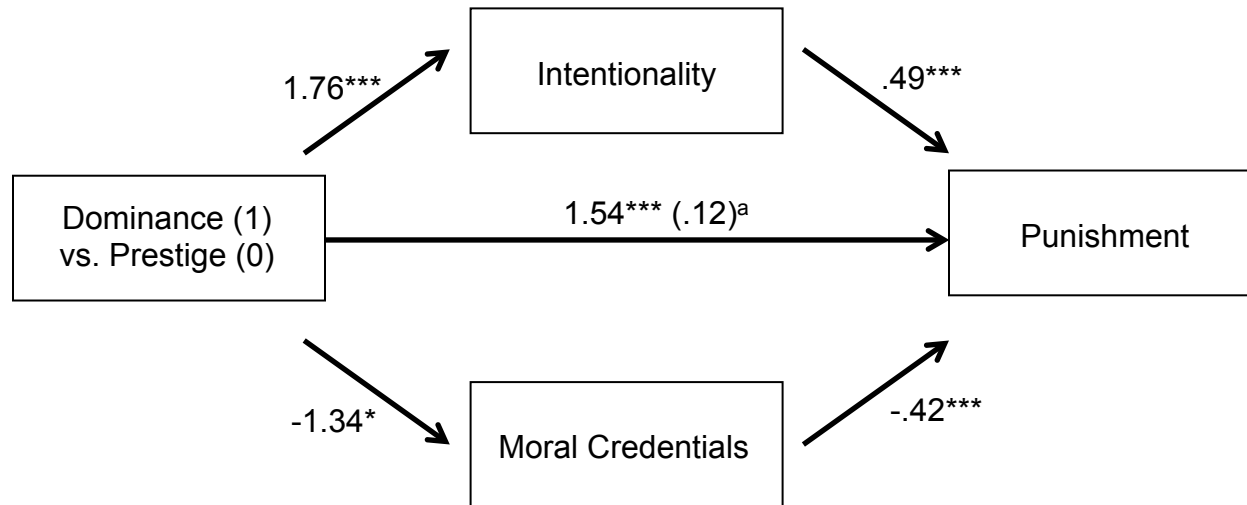 Intentionality
1.76***
.49***
Dominance (1)
vs. Prestige (0)
1.54*** (.12)ᵃ
Punishment
-1.34*
Moral Credentials
-.42***